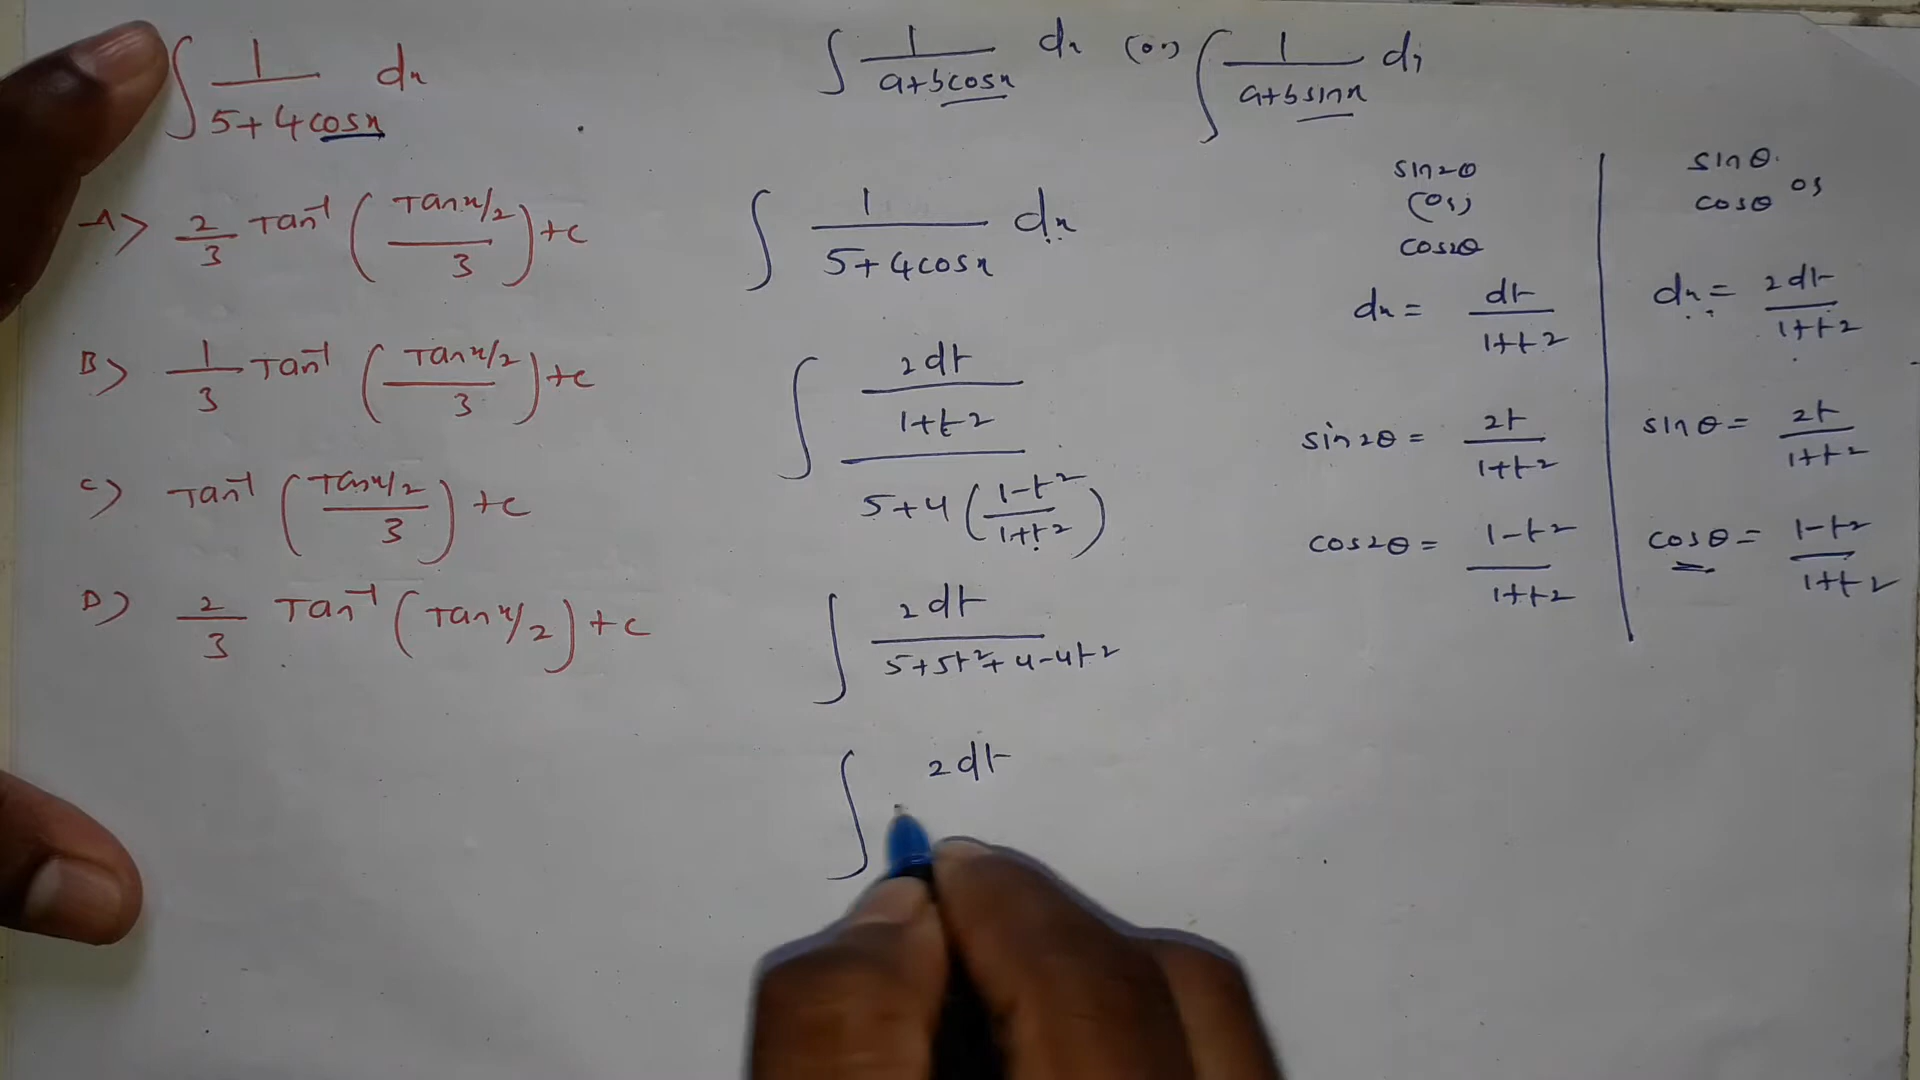 ∫ 1/(5+4cosx) dx
A) 2/3 Tan⁻¹ (Tanx/2 / 3) +c
B) 1/3 Tan⁻¹ (Tanx/2 / 3) +c
C) Tan⁻¹ (Tanx/2 / 3) +c
D) 2/3 Tan⁻¹ (Tanx/2) +c
∫ 1/(a+bcosx) dx (or) ∫ 1/(a+bsinx) dx
∫ 1/(5+4cosx) dx
∫ (2dt/(1+t²)) / (5+4((1-t²)/(1+t²)))
∫ 2dt/(5+5t²+4-4t²)
∫ 2dt
sin2θ
(or)
cos2θ
dx = dt/(1+t²)
sin2θ = 2t/(1+t²)
cos2θ = (1-t²)/(1+t²)
sinθ or
cosθ
dx = 2dt/(1+t²)
sinθ = 2t/(1+t²)
cosθ = (1-t²)/(1+t²)